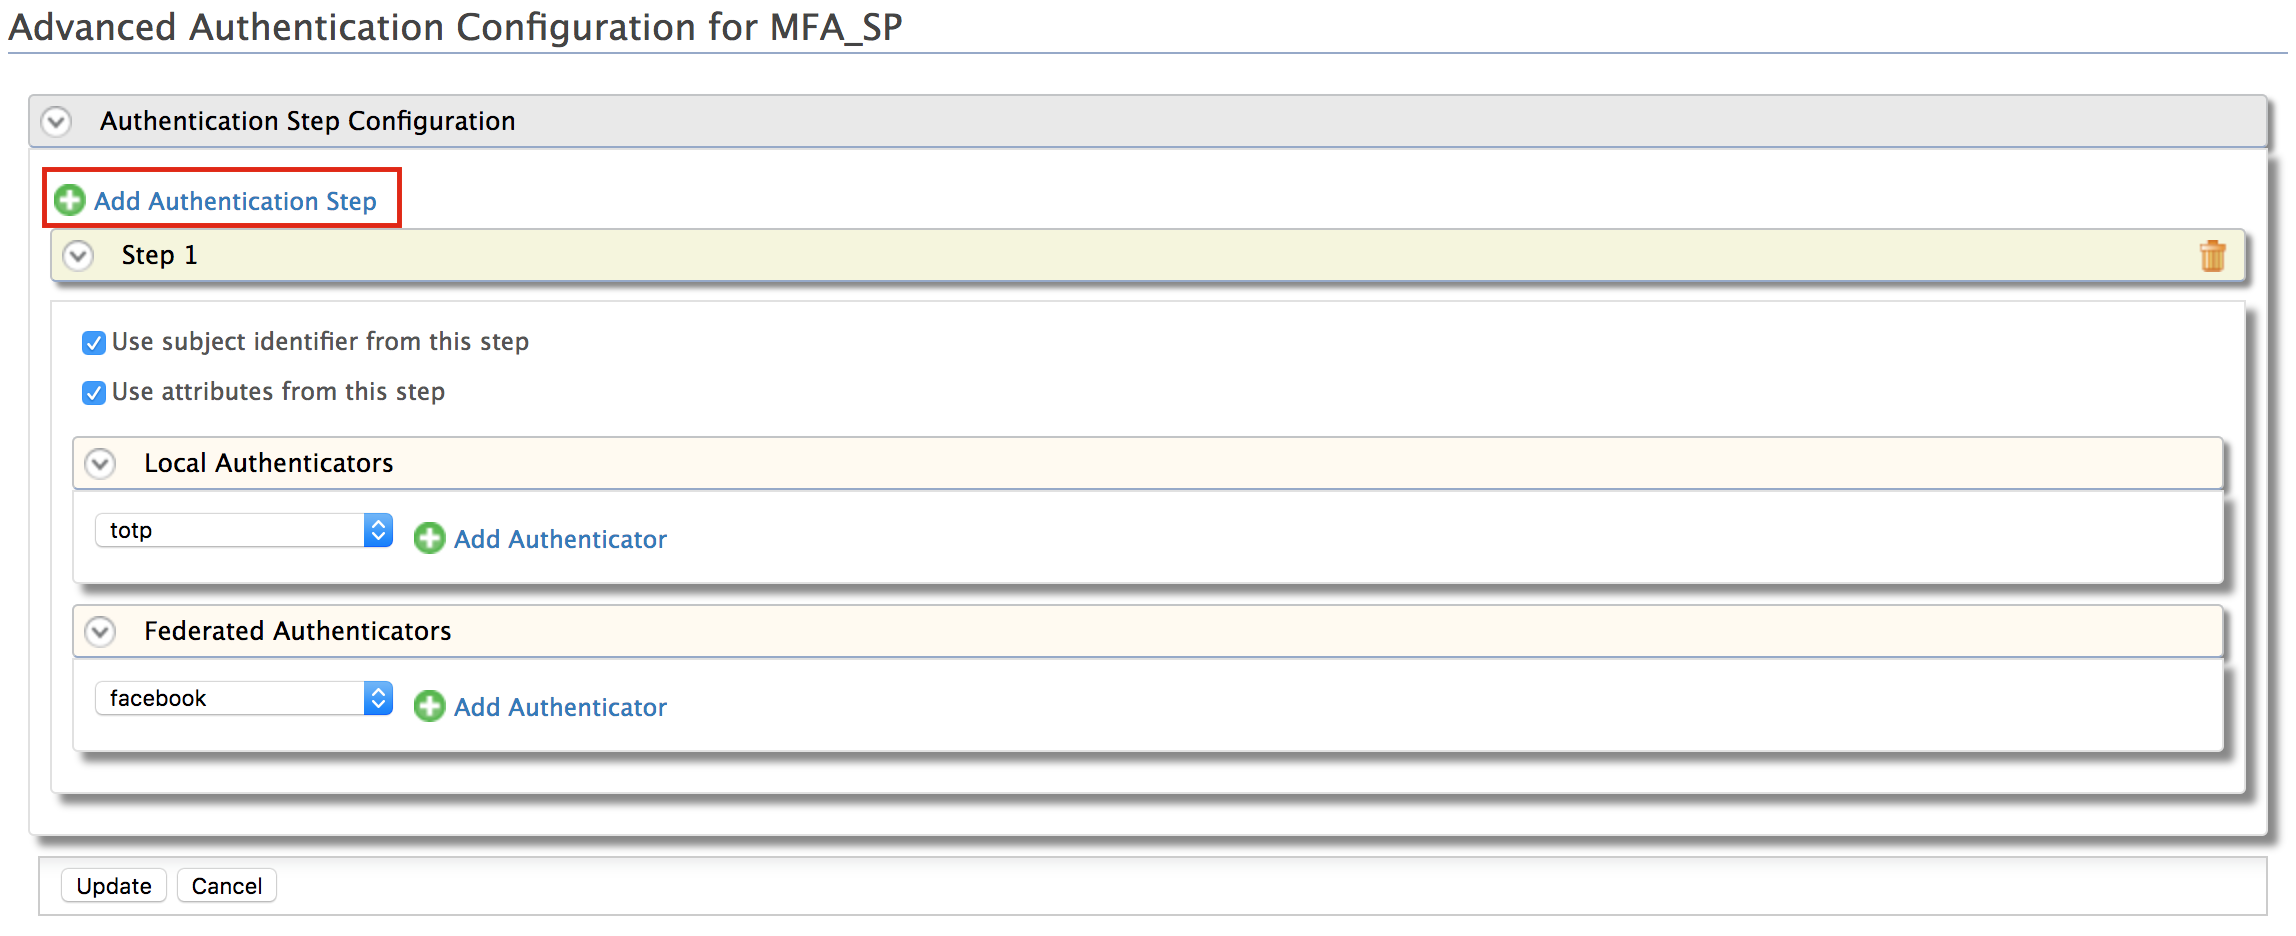 Advanced Authentication Configuration for MFA_SP
Authentication Step Configuration
Add Authentication Step
Step 1
Use subject identifier from this step
Use attributes from this step
Local Authenticators
totp Add Authenticator
Federated Authenticators
facebook Add Authenticator
Update Cancel